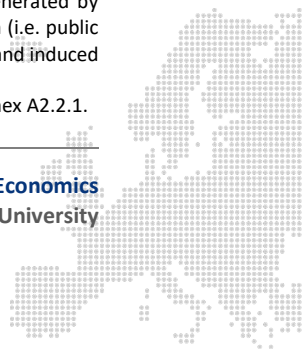 enerated by
(i.e. public
and induced
nex A2.2.1.
Economics
University